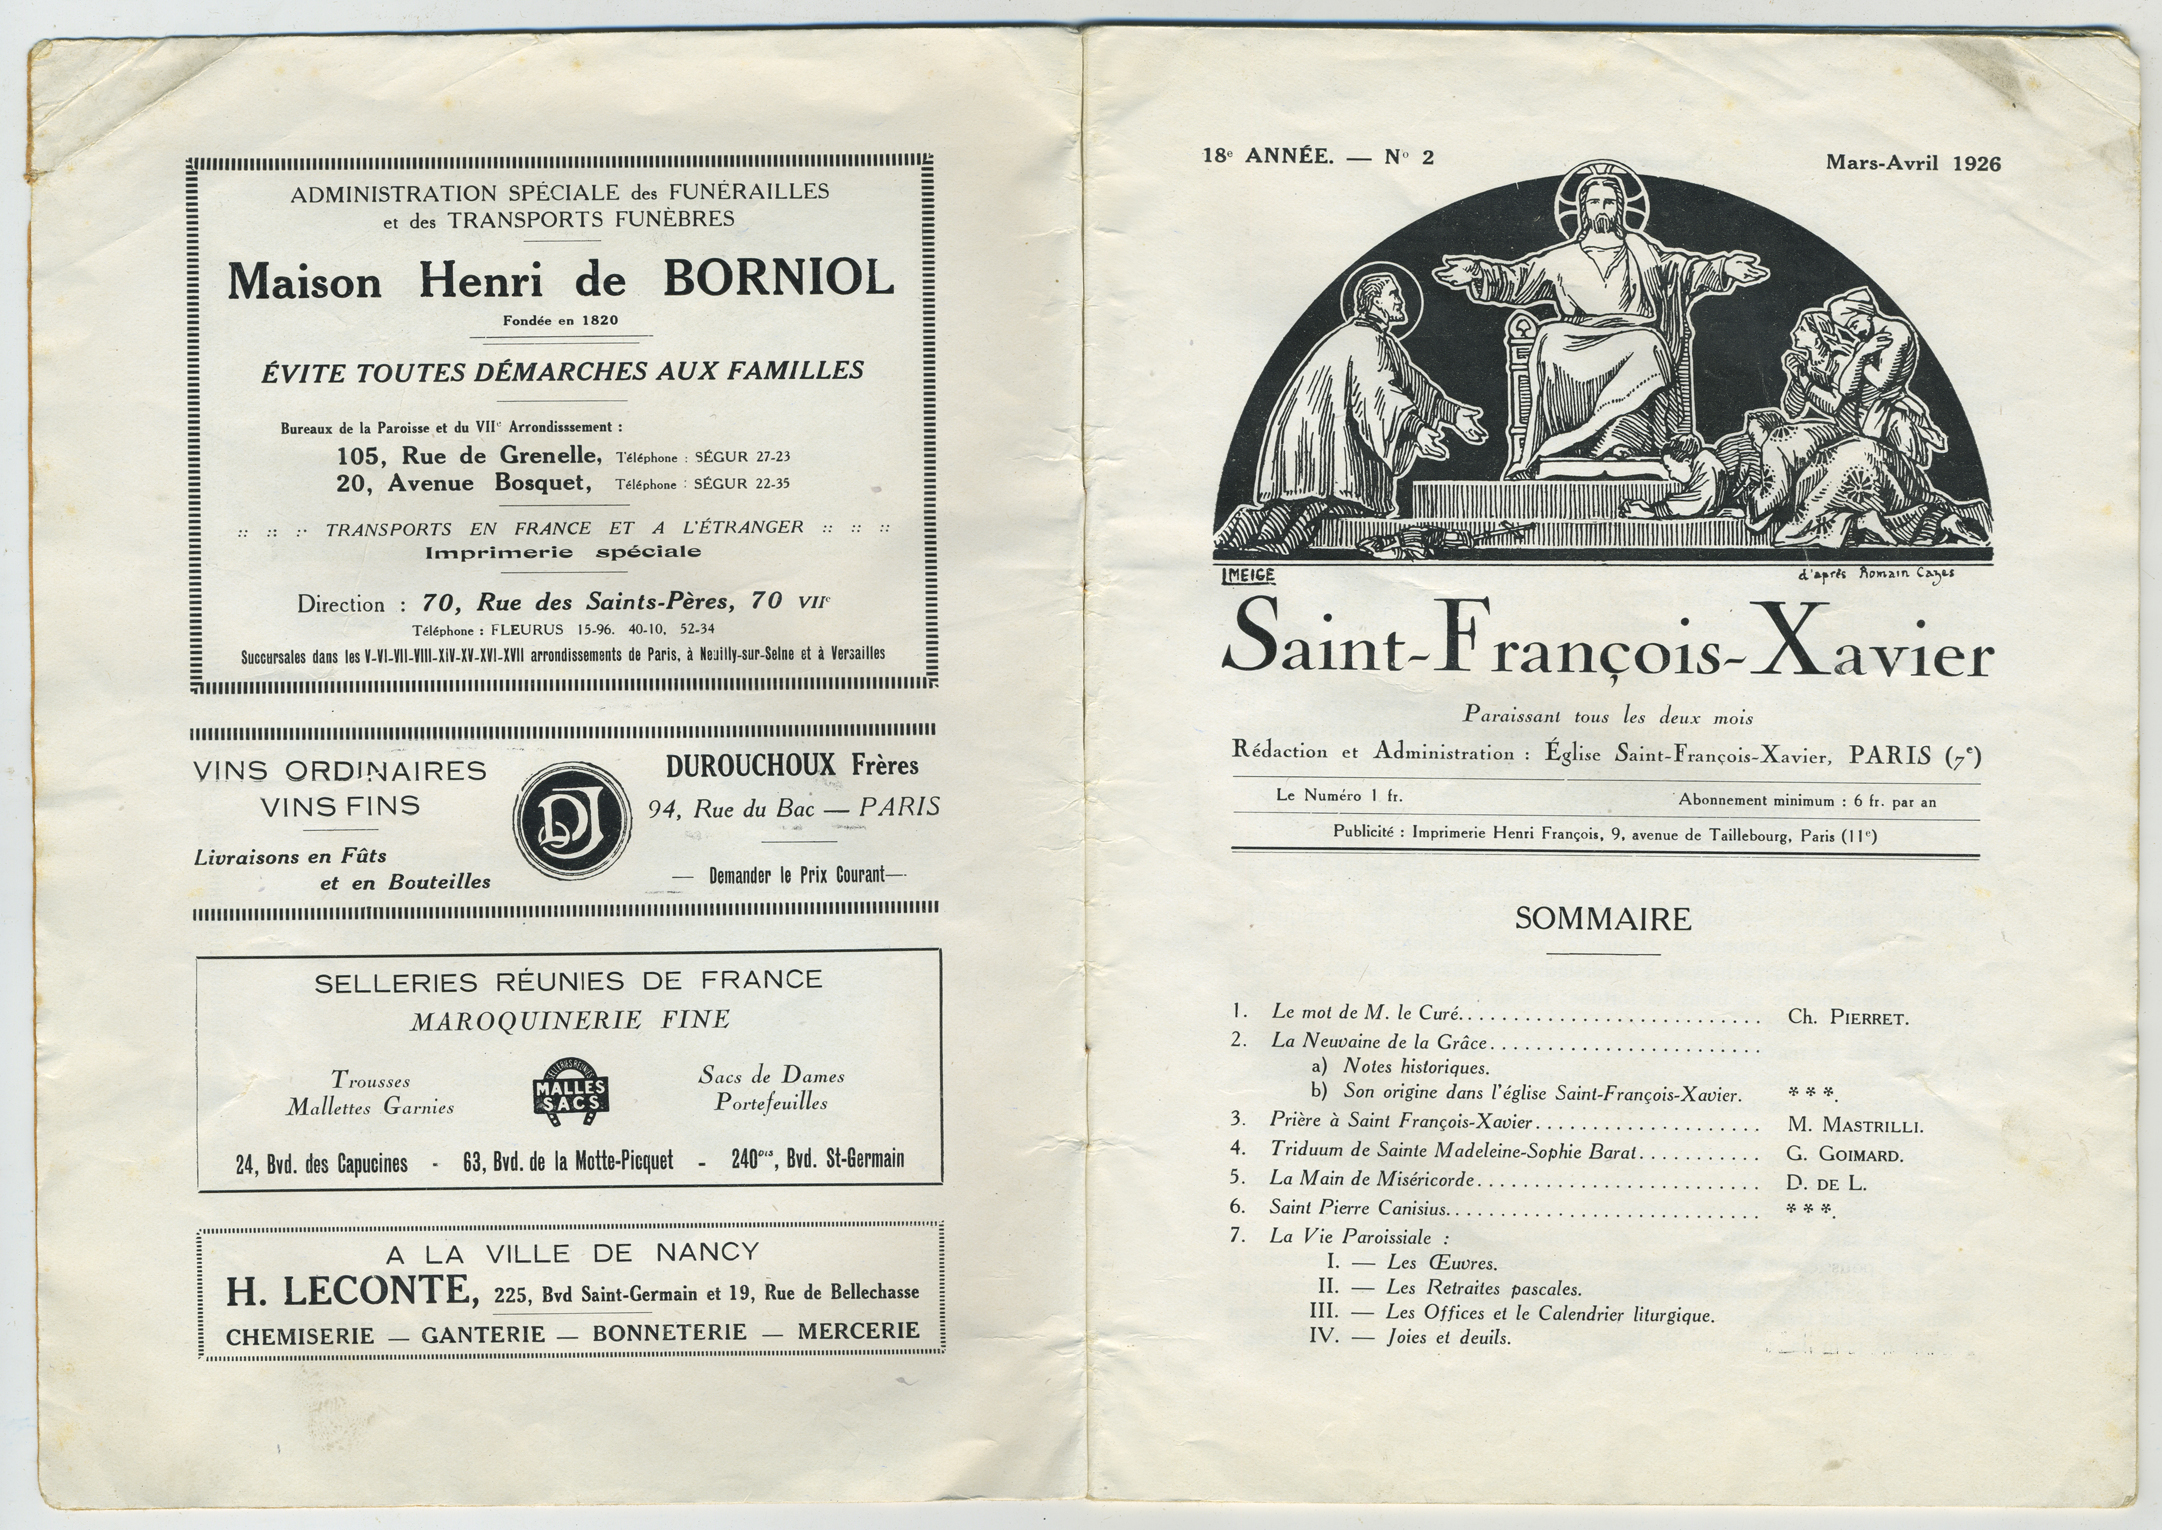 ADMINISTRATION SPÉCIALE des FUNÉRAILLES
et des TRANSPORTS FUNÈBRES
Maison Henri de BORNIOL
Fondée en 1820
ÉVITE TOUTES DÉMARCHES AUX FAMILLES
Bureaux de la Paroisse et du VIIe Arrondisssement :
105, Rue de Grenelle, Téléphone : SÉGUR 27-23
20, Avenue Bosquet, Téléphone : SÉGUR 22-35
:: :: :· TRANSPORTS EN FRANCE ET A L'ÉTRANGER :: :: ::
Imprimerie spéciale
Direction : 70, Rue des Saints-Pères, 70 VIIe
Téléphone : FLEURUS 15-96. 40-10, 52-34
Succursales dans les V-VI-VII-VIII-XIV-XV-XVI-XVII arrondissements de Paris, à Neuilly-sur-Seine et à Versailles
VINS ORDINAIRES
VINS FINS
Livraisons en Fûts
et en Bouteilles
DJ
DUROUCHOUX Frères
94, Rue du Bac — PARIS
— Demander le Prix Courant—
SELLERIES RÉUNIES DE FRANCE
MAROQUINERIE FINE
Trousses
Mallettes Garnies
SELLERIES RÉUNIES
MALLES
SACS
Sacs de Dames
Portefeuilles
24, Bvd. des Capucines - 63, Bvd. de la Motte-Picquet - 240bis, Bvd. St-Germain
A LA VILLE DE NANCY
H. LECONTE, 225, Bvd Saint-Germain et 19, Rue de Bellechasse
CHEMISERIE — GANTERIE — BONNETERIE — MERCERIE
18e ANNÉE. — No 2
Mars-Avril 1926
IMEIGE
d'après Romain Cazes
Saint-François-Xavier
Paraissant tous les deux mois
Rédaction et Administration : Église Saint-François-Xavier, PARIS (7e)
Le Numéro 1 fr.
Abonnement minimum : 6 fr. par an
Publicité : Imprimerie Henri François, 9, avenue de Taillebourg, Paris (11e)
SOMMAIRE
1. Le mot de M. le Curé........................... Ch. PIERRET.
2. La Neuvaine de la Grâce........................
a) Notes historiques.
b) Son origine dans l'église Saint-François-Xavier. * * *.
3. Prière à Saint François-Xavier.................... M. MASTRILLI.
4. Triduum de Sainte Madeleine-Sophie Barat........... G. GOIMARD.
5. La Main de Miséricorde......................... D. DE L.
6. Saint Pierre Canisius............................ * * *.
7. La Vie Paroissiale :
I. — Les Œuvres.
II. — Les Retraites pascales.
III. — Les Offices et le Calendrier liturgique.
IV. — Joies et deuils.